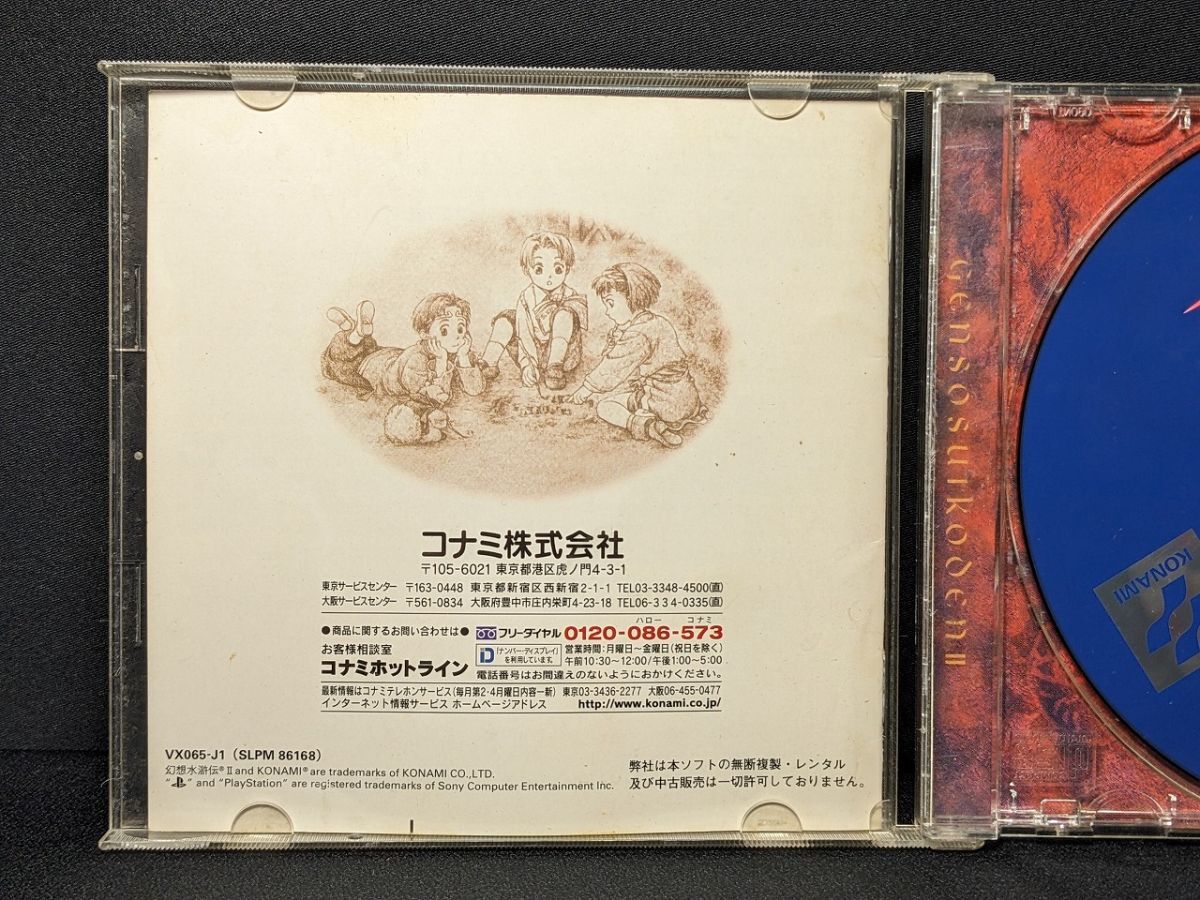 コナミ株式会社
〒105-6021 東京都港区虎ノ門4-3-1
東京サービスセンター 〒163-0448 東京都新宿区西新宿2-1-1 TEL03-3348-4500(直)
大阪サービスセンター 〒561-0834 大阪府豊中市庄内栄町4-23-18 TEL06-334-0335(直)
ハロー コナミ
●商品に関するお問い合わせは● フリーダイヤル 0120-086-573
お客様相談室
コナミホットライン
D 「ナンバー・ディスプレイ」を利用しています。
営業時間:月曜日~金曜日(祝日を除く)
午前10:30~12:00/午後1:00~5:00
電話番号はお間違えのないようにおかけください。
最新情報はコナミテレホンサービス(毎月第2・4月曜日内容一新) 東京03-3436-2277 大阪06-455-0477
インターネット情報サービス ホームページアドレス http://www.konami.co.jp/
VX065-J1 (SLPM 86168)
幻想水滸伝®II and KONAMI® are trademarks of KONAMI CO.,LTD.
" " and "PlayStation" are registered trademarks of Sony Computer Entertainment Inc.
弊社は本ソフトの無断複製・レンタル
及び中古販売は一切許可しておりません。
Gensosuikoden II
KONAMI